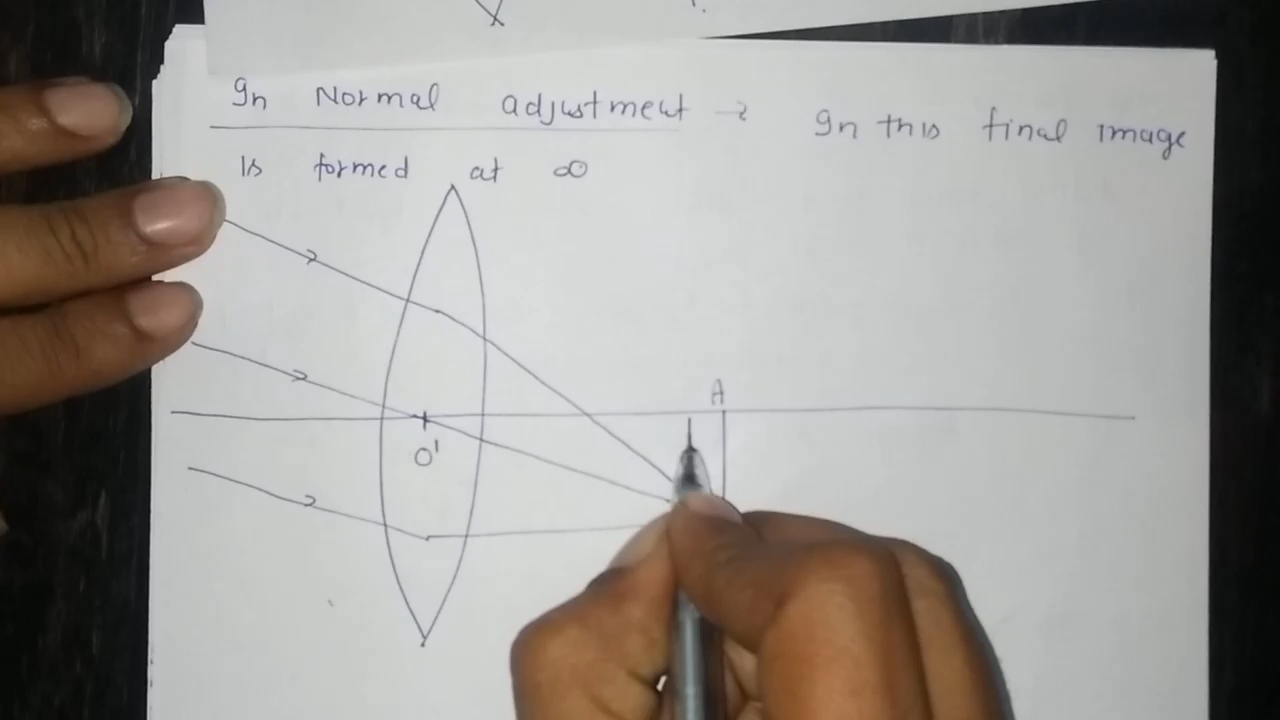 In Normal adjustment → In this final image
is formed at ∞
A
O'